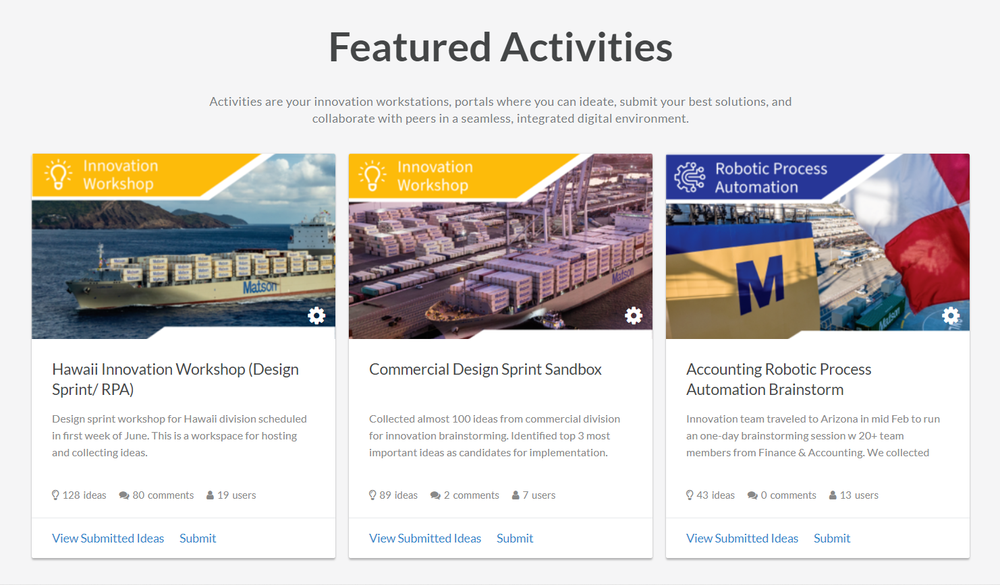 Featured Activities
Activities are your innovation workstations, portals where you can ideate, submit your best solutions, and
collaborate with peers in a seamless, integrated digital environment.
Innovation
Workshop
Matson
Hawaii Innovation Workshop (Design
Sprint/ RPA)
Design sprint workshop for Hawaii division scheduled
in first week of June. This is a workspace for hosting
and collecting ideas.
128 ideas 80 comments 19 users
View Submitted Ideas Submit
Innovation
Workshop
Matson
Commercial Design Sprint Sandbox
Collected almost 100 ideas from commercial division
for innovation brainstorming. Identified top 3 most
important ideas as candidates for implementation.
89 ideas 2 comments 7 users
View Submitted Ideas Submit
Robotic Process
Automation
M
Matson
Accounting Robotic Process
Automation Brainstorm
Innovation team traveled to Arizona in mid Feb to run
an one-day brainstorming session w 20+ team
members from Finance & Accounting. We collected
43 ideas 0 comments 13 users
View Submitted Ideas Submit